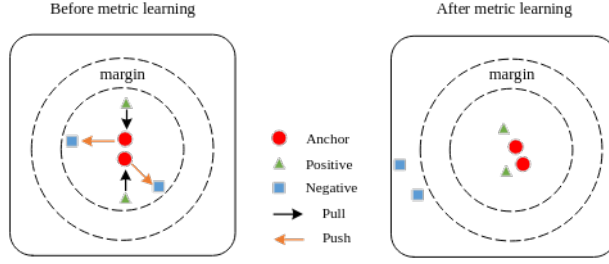 Before metric learning
After metric learning
margin
margin
Anchor
Positive
Negative
Pull
Push